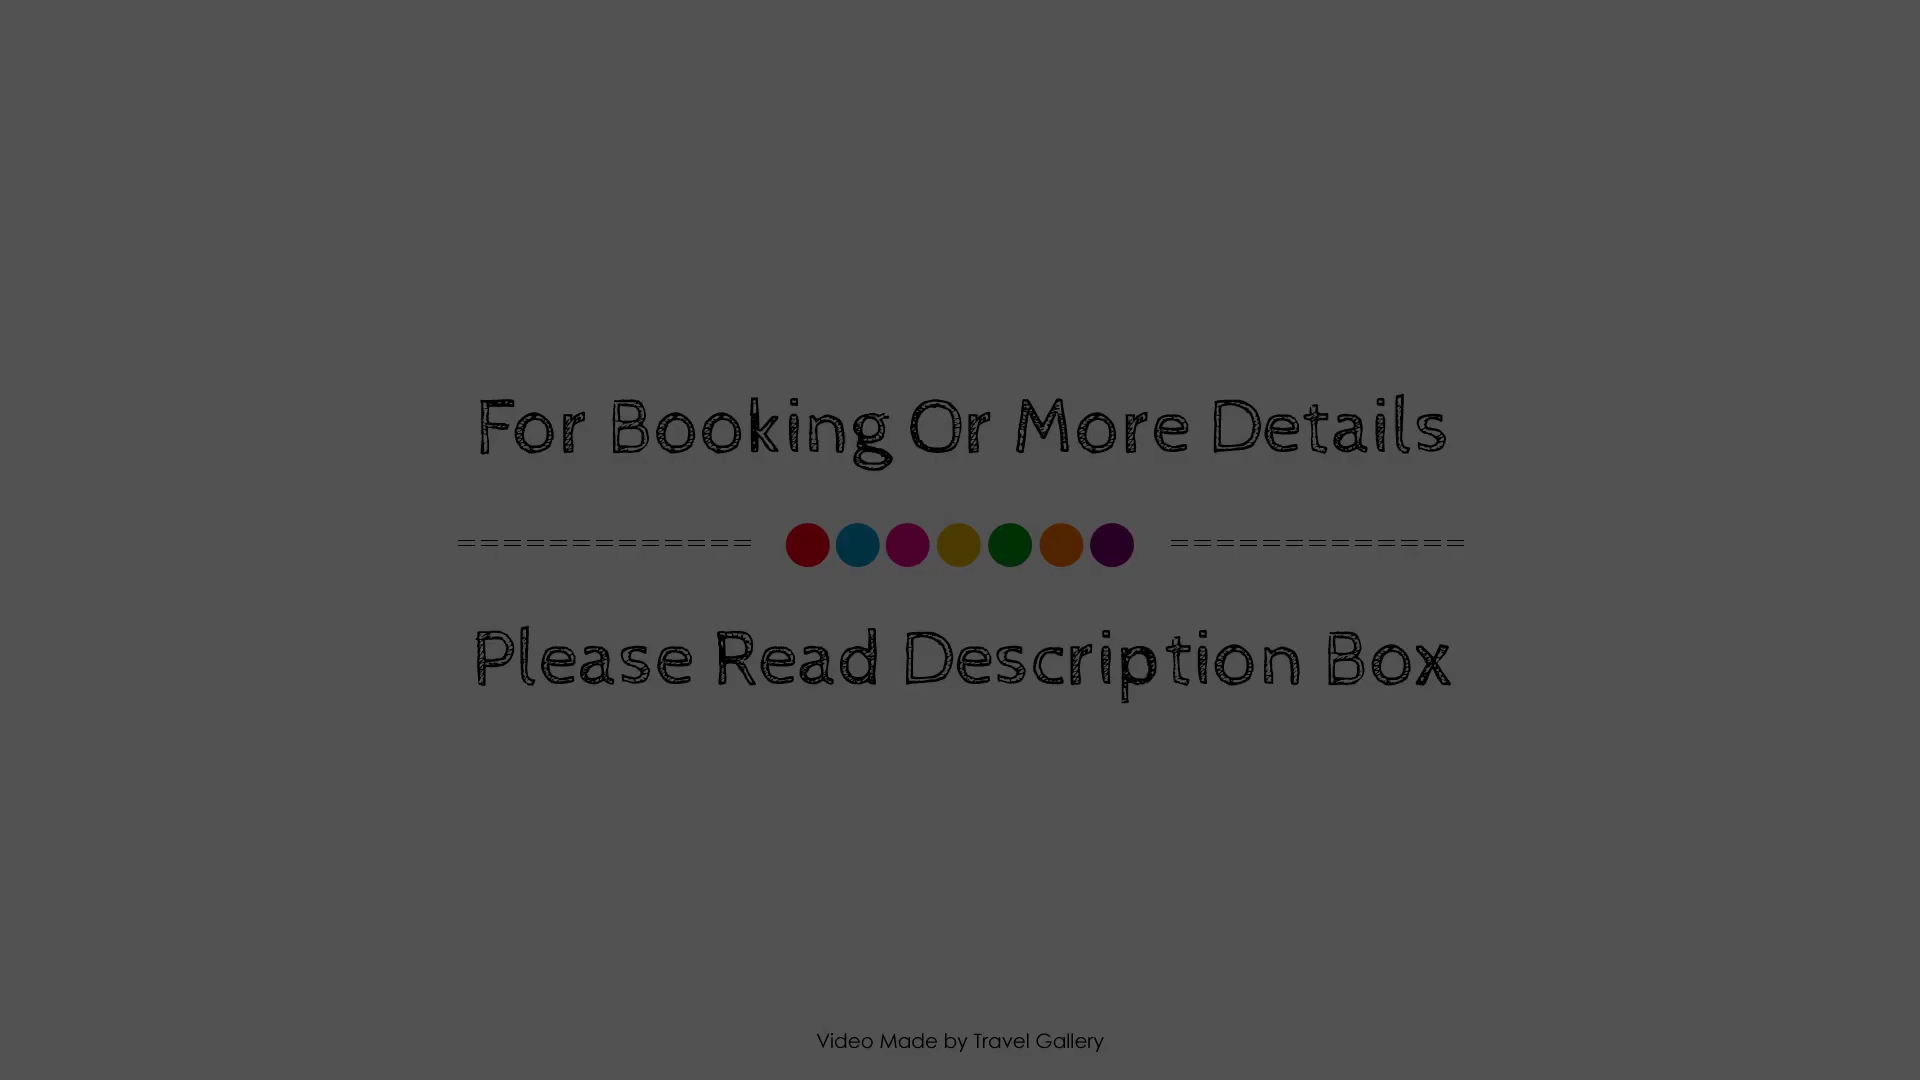 For Booking Or More Details
============= =============
Please Read Description Box
Video Made by Travel Gallery